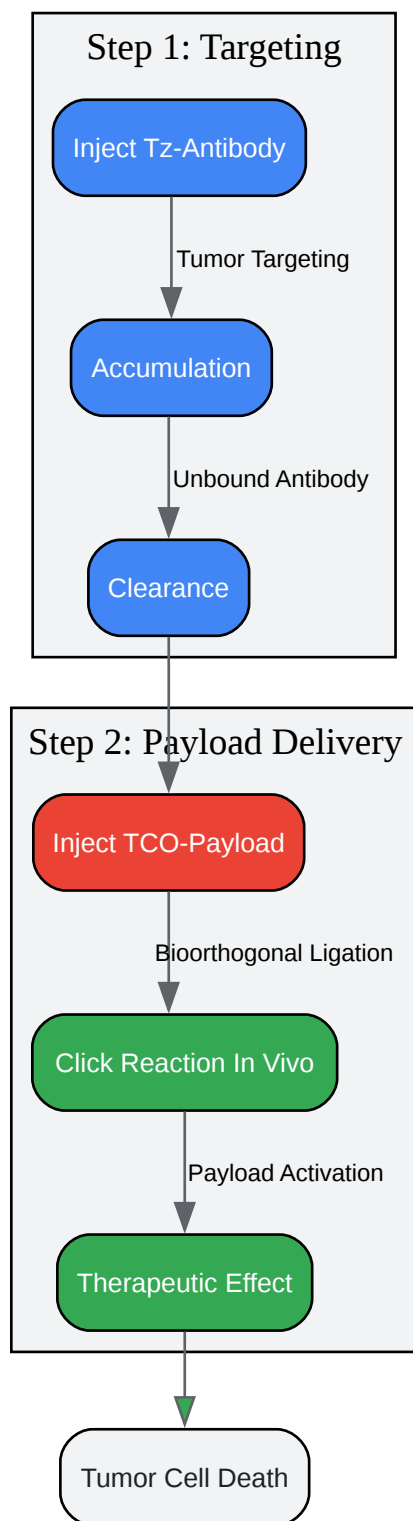 Step 1: Targeting
Inject Tz-Antibody
Tumor Targeting
Accumulation
Unbound Antibody
Clearance
Step 2: Payload Delivery
Inject TCO-Payload
Bioorthogonal Ligation
Click Reaction In Vivo
Payload Activation
Therapeutic Effect
Tumor Cell Death